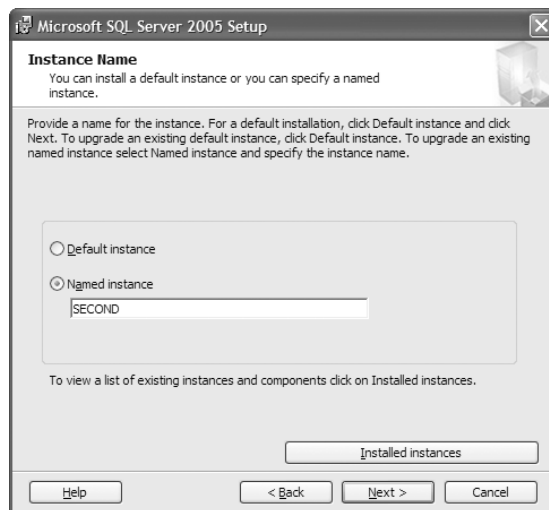 Microsoft SQL Server 2005 Setup
Instance Name
You can install a default instance or you can specify a named
instance.
Provide a name for the instance. For a default installation, click Default instance and click
Next. To upgrade an existing default instance, click Default instance. To upgrade an existing
named instance select Named instance and specify the instance name.
Default instance
Named instance
SECOND
To view a list of existing instances and components click on Installed instances.
Installed instances
Help
< Back
Next >
Cancel